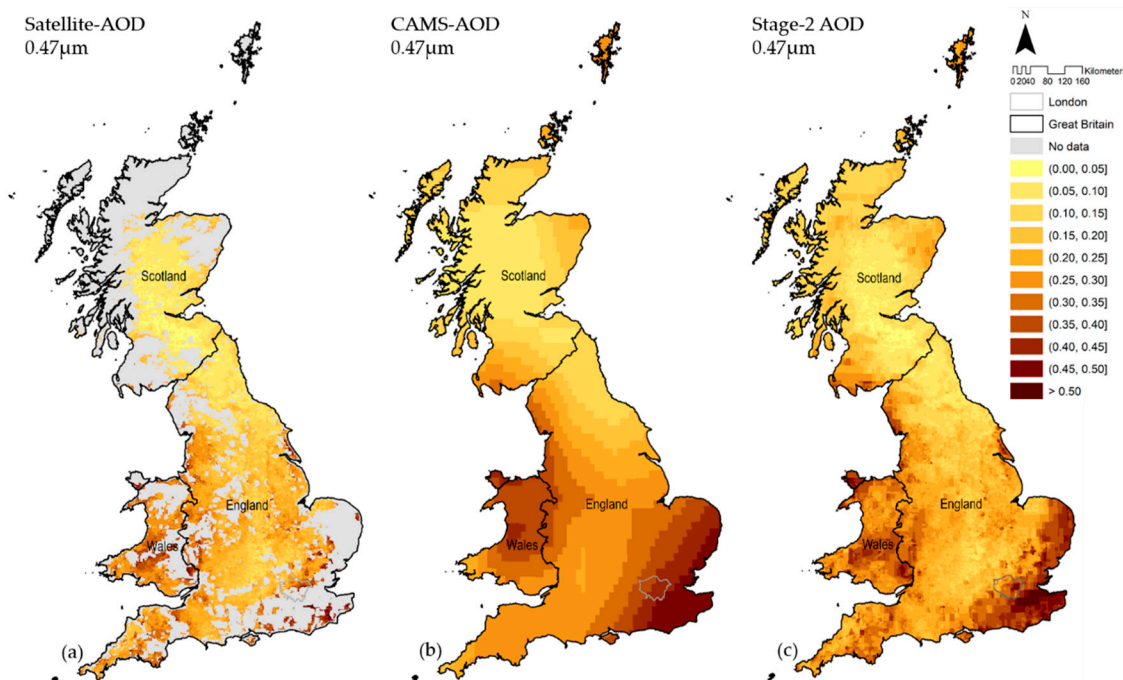 Satellite-AOD
0.47µm
CAMS-AOD
0.47µm
Stage-2 AOD
0.47µm
N
Kilometers
0 20 40 80 120 160
London
Great Britain
No data
(0.00, 0.05]
(0.05, 0.10]
(0.10, 0.15]
(0.15, 0.20]
(0.20, 0.25]
(0.25, 0.30]
(0.30, 0.35]
(0.35, 0.40]
(0.40, 0.45]
(0.45, 0.50]
> 0.50
Scotland
England
Wales
(a)
Scotland
England
Wales
(b)
Scotland
England
Wales
(c)